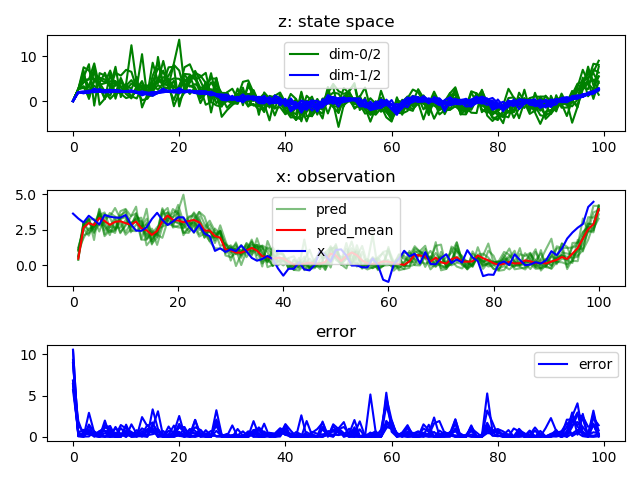 z: state space
10
0
dim-0/2
dim-1/2
0 20 40 60 80 100
x: observation
5.0
2.5
0.0
pred
pred_mean
x
0 20 40 60 80 100
error
10
5
0
error
0 20 40 60 80 100